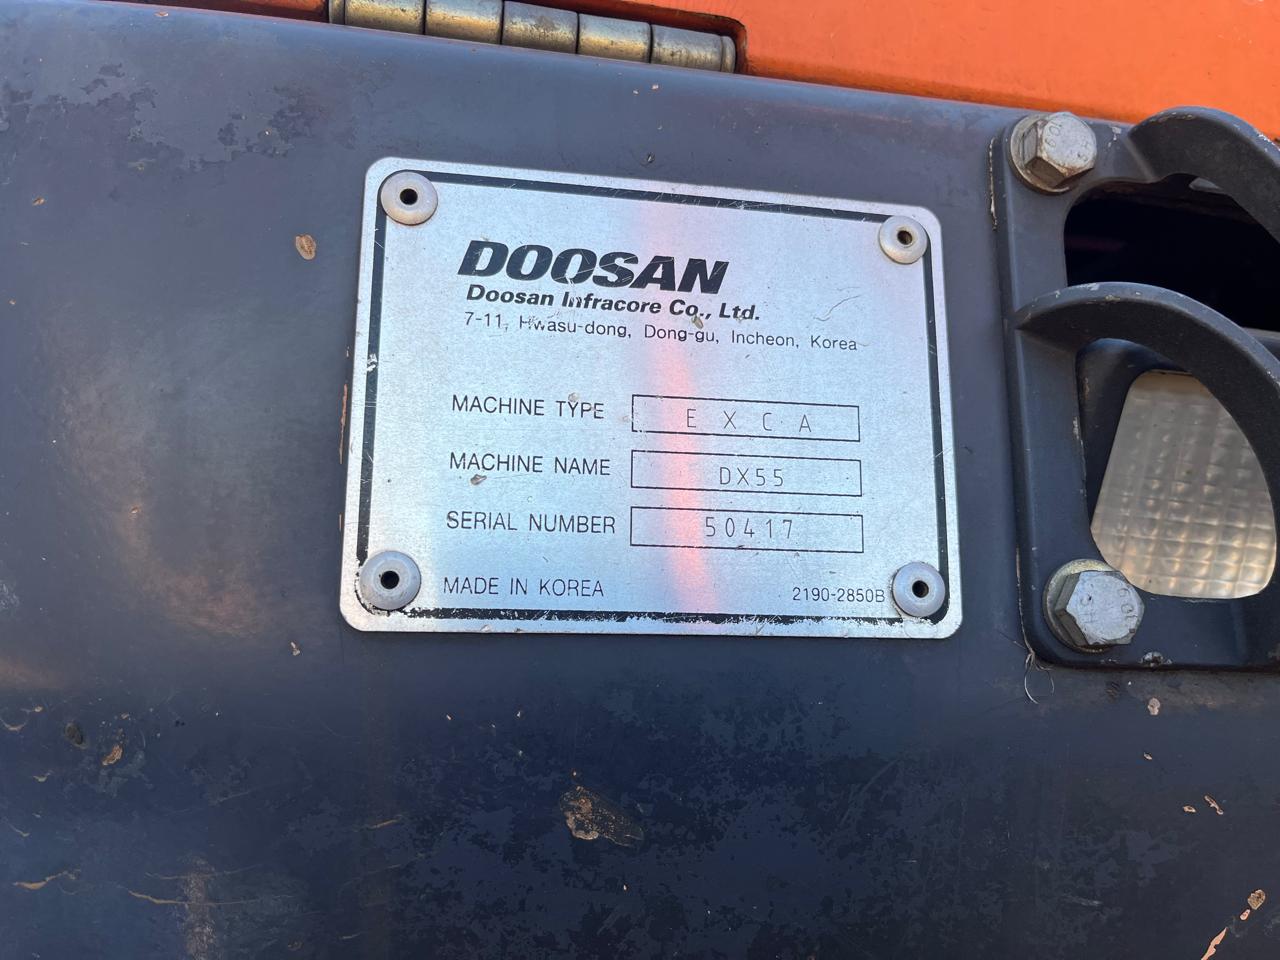 DOOSAN
Doosan Infracore Co., Ltd.
7-11, Hwasu-dong, Dong-gu, Incheon, Korea
MACHINE TYPE EXCA
MACHINE NAME DX55
SERIAL NUMBER 50417
MADE IN KOREA 2190-2850B